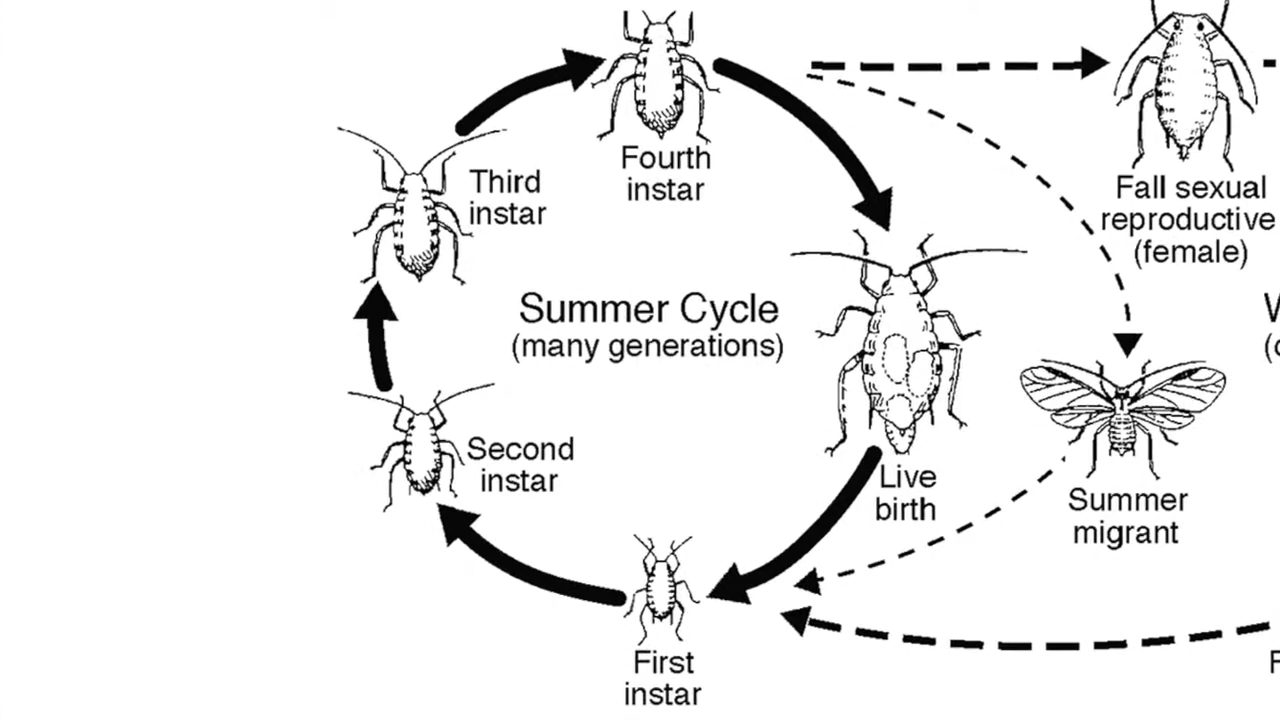 Fourth
instar
Third
instar
Fall sexual
reproductive
(female)
Summer Cycle
(many generations)
Second
instar
Live
birth
Summer
migrant
First
instar